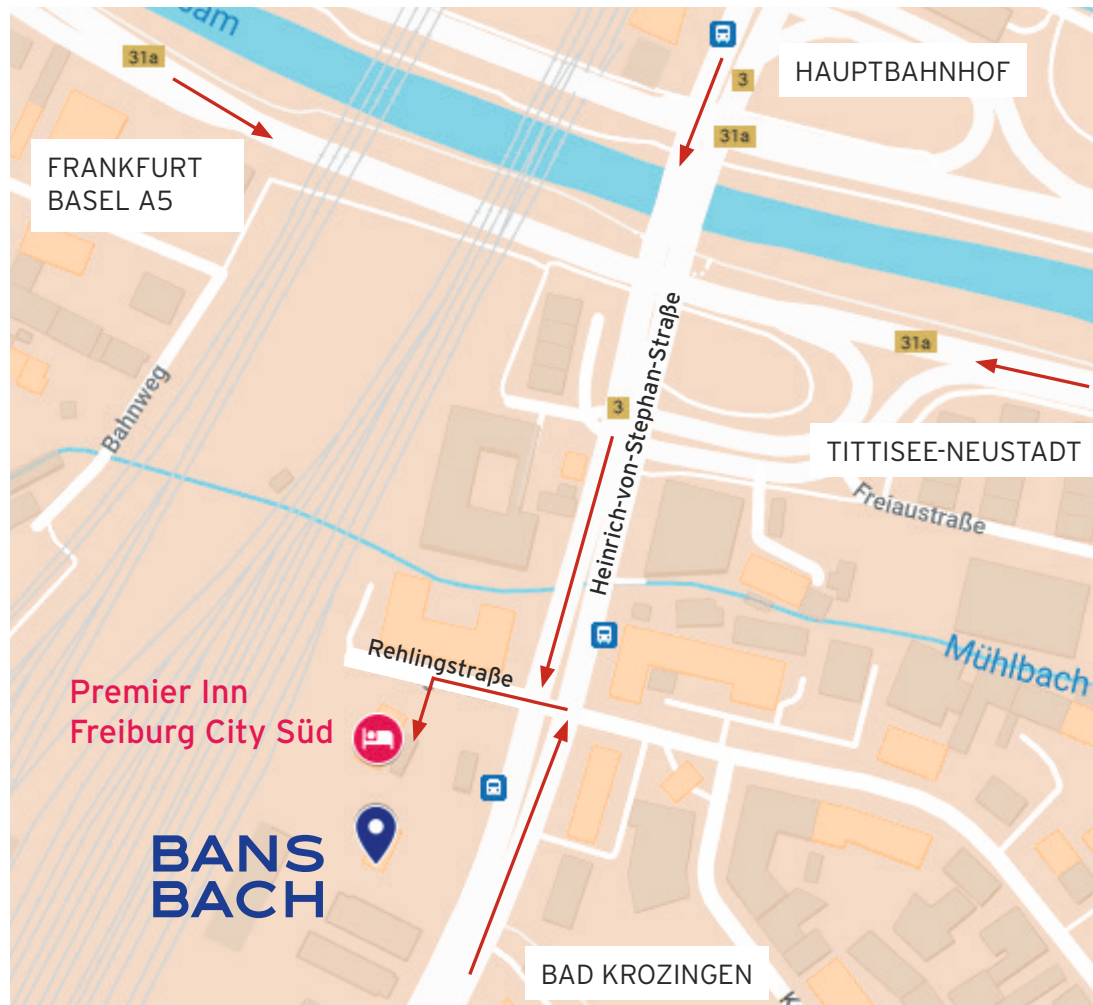 31a
3
HAUPTBAHNHOF
31a
FRANKFURT
BASEL A5
Heinrich-von-Stephan-Straße
31a
Bahnweg
3
TITTISEE-NEUSTADT
Freiaustraße
Rehlingstraße
Mühlbach
Premier Inn
Freiburg City Süd
BANS
BACH
BAD KROZINGEN